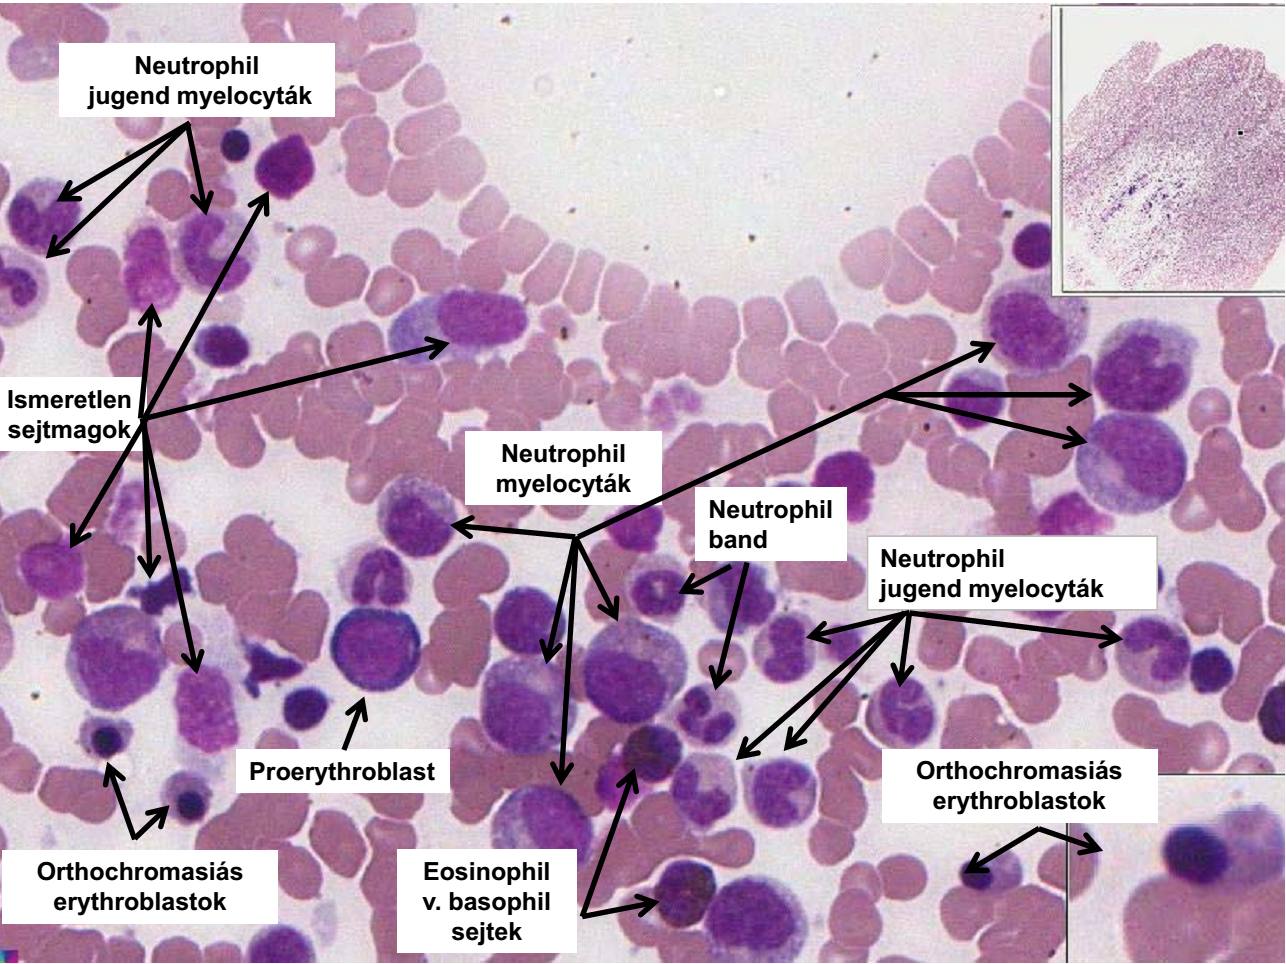 Neutrophil
jugend myelocyták
Ismeretlen
sejtmagok
Neutrophil
myelocyták
Neutrophil
band
Neutrophil
jugend myelocyták
Proerythroblast
Orthochromasiás
erythroblastok
Orthochromasiás
erythroblastok
Eosinophil
v. basophil
sejtek